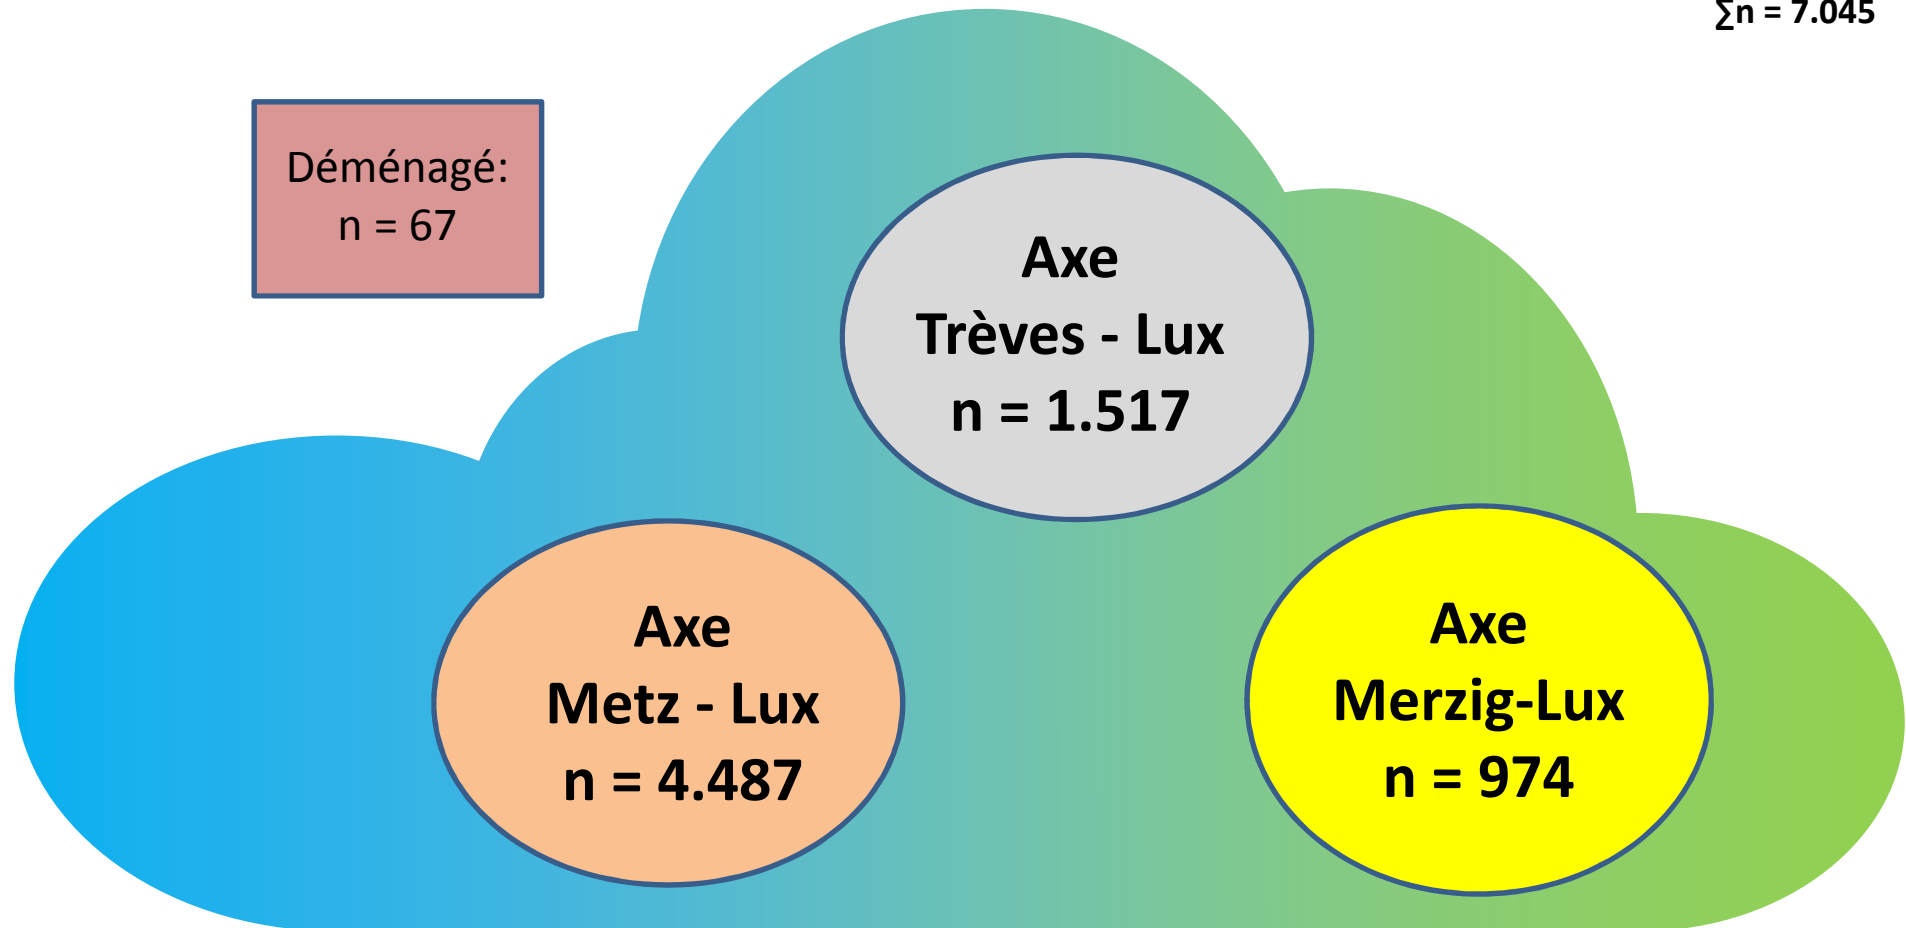 ∑n = 7.045
Déménagé:
n = 67
Axe
Trèves - Lux
n = 1.517
Axe
Metz - Lux
n = 4.487
Axe
Merzig-Lux
n = 974